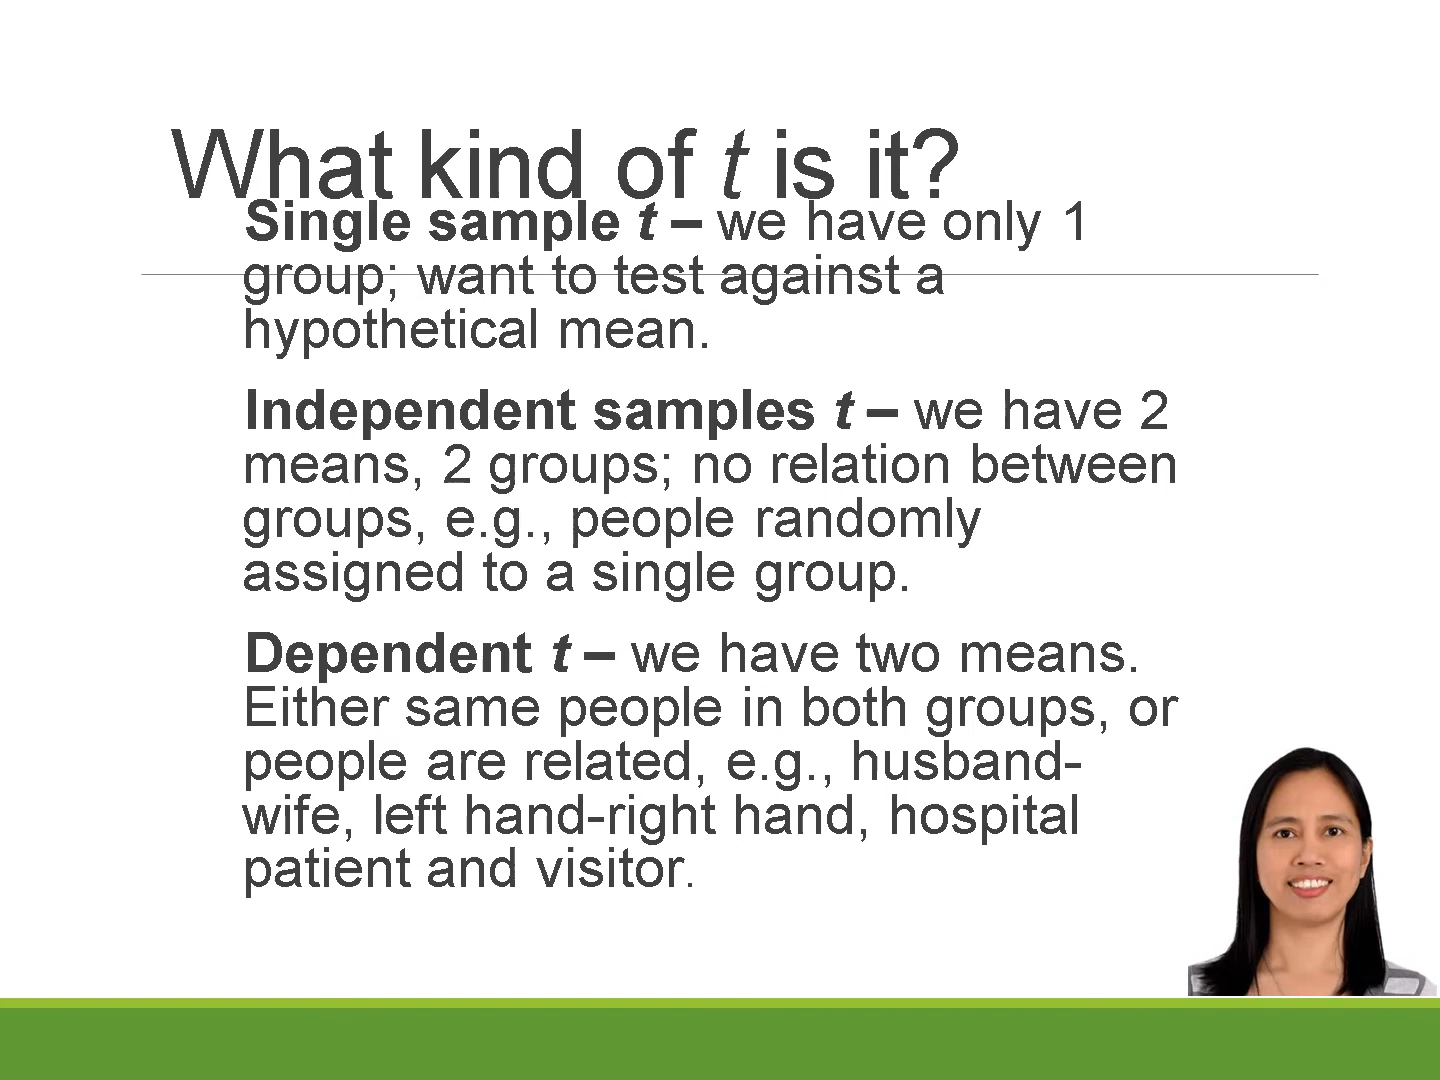 What kind of t is it?
Single sample t – we have only 1
group; want to test against a
hypothetical mean.
Independent samples t – we have 2
means, 2 groups; no relation between
groups, e.g., people randomly
assigned to a single group.
Dependent t – we have two means.
Either same people in both groups, or
people are related, e.g., husband-
wife, left hand-right hand, hospital
patient and visitor.